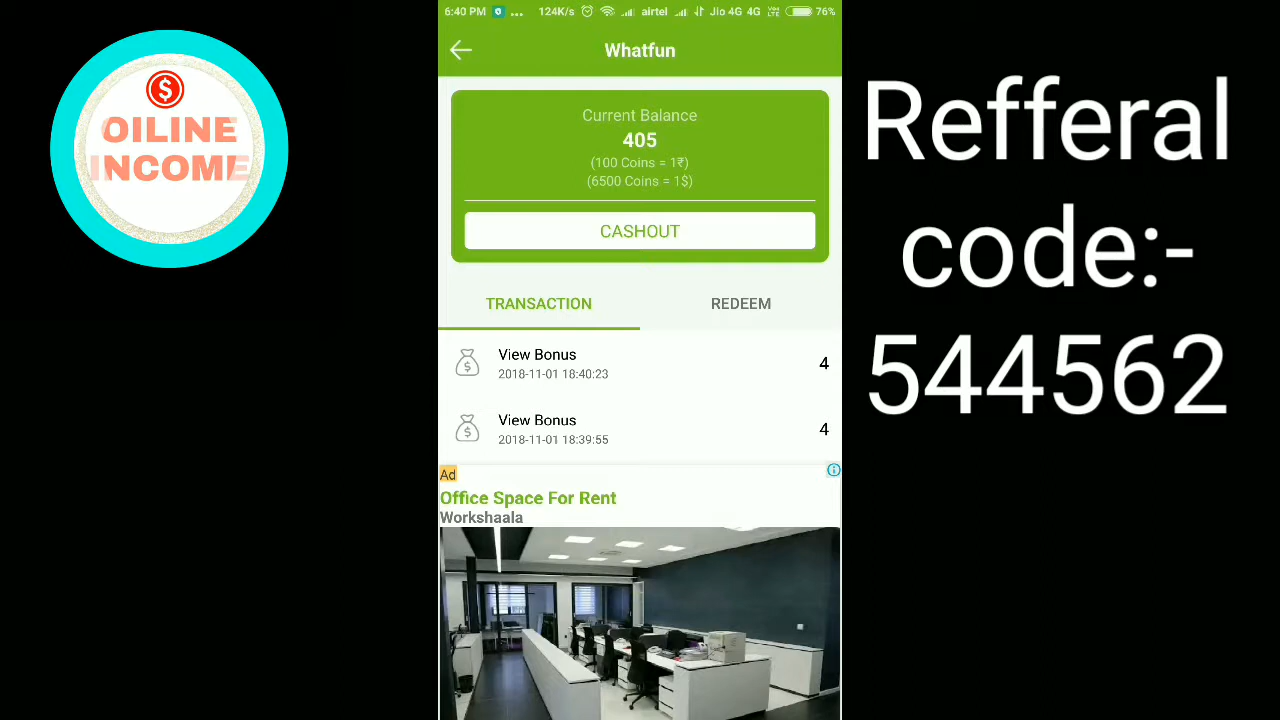 OILINE
INCOME
6:40 PM ... 124K/s airtel Jio 4G 4G VoLTE 76%
Whatfun
Current Balance
405
(100 Coins = 1₹)
(6500 Coins = 1$)
CASHOUT
TRANSACTION REDEEM
View Bonus
2018-11-01 18:40:23
4
View Bonus
2018-11-01 18:39:55
4
Ad
Office Space For Rent
Workshaala
Refferal
code:-
544562